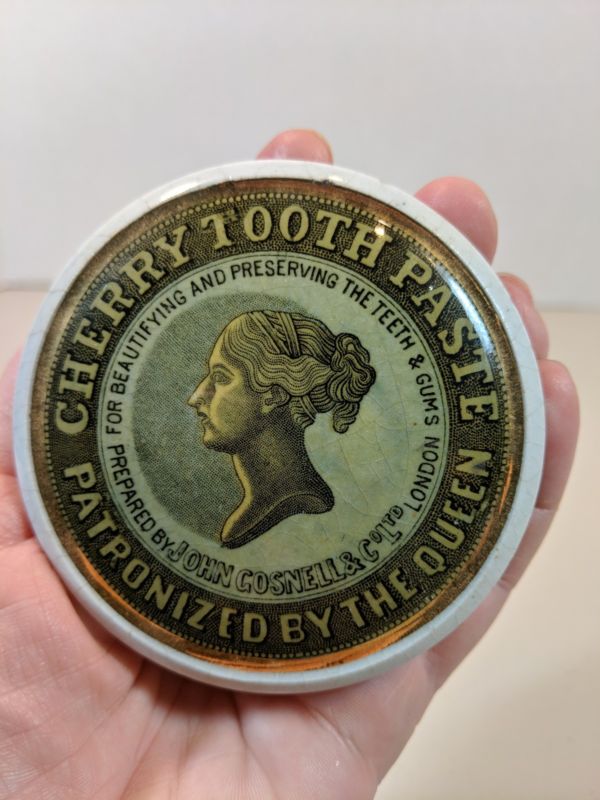 CHERRY TOOTH PASTE
PATRONIZED BY THE QUEEN
FOR BEAUTIFYING AND PRESERVING THE TEETH & GUMS
PREPARED BY JOHN GOSNELL & Co LTD LONDON